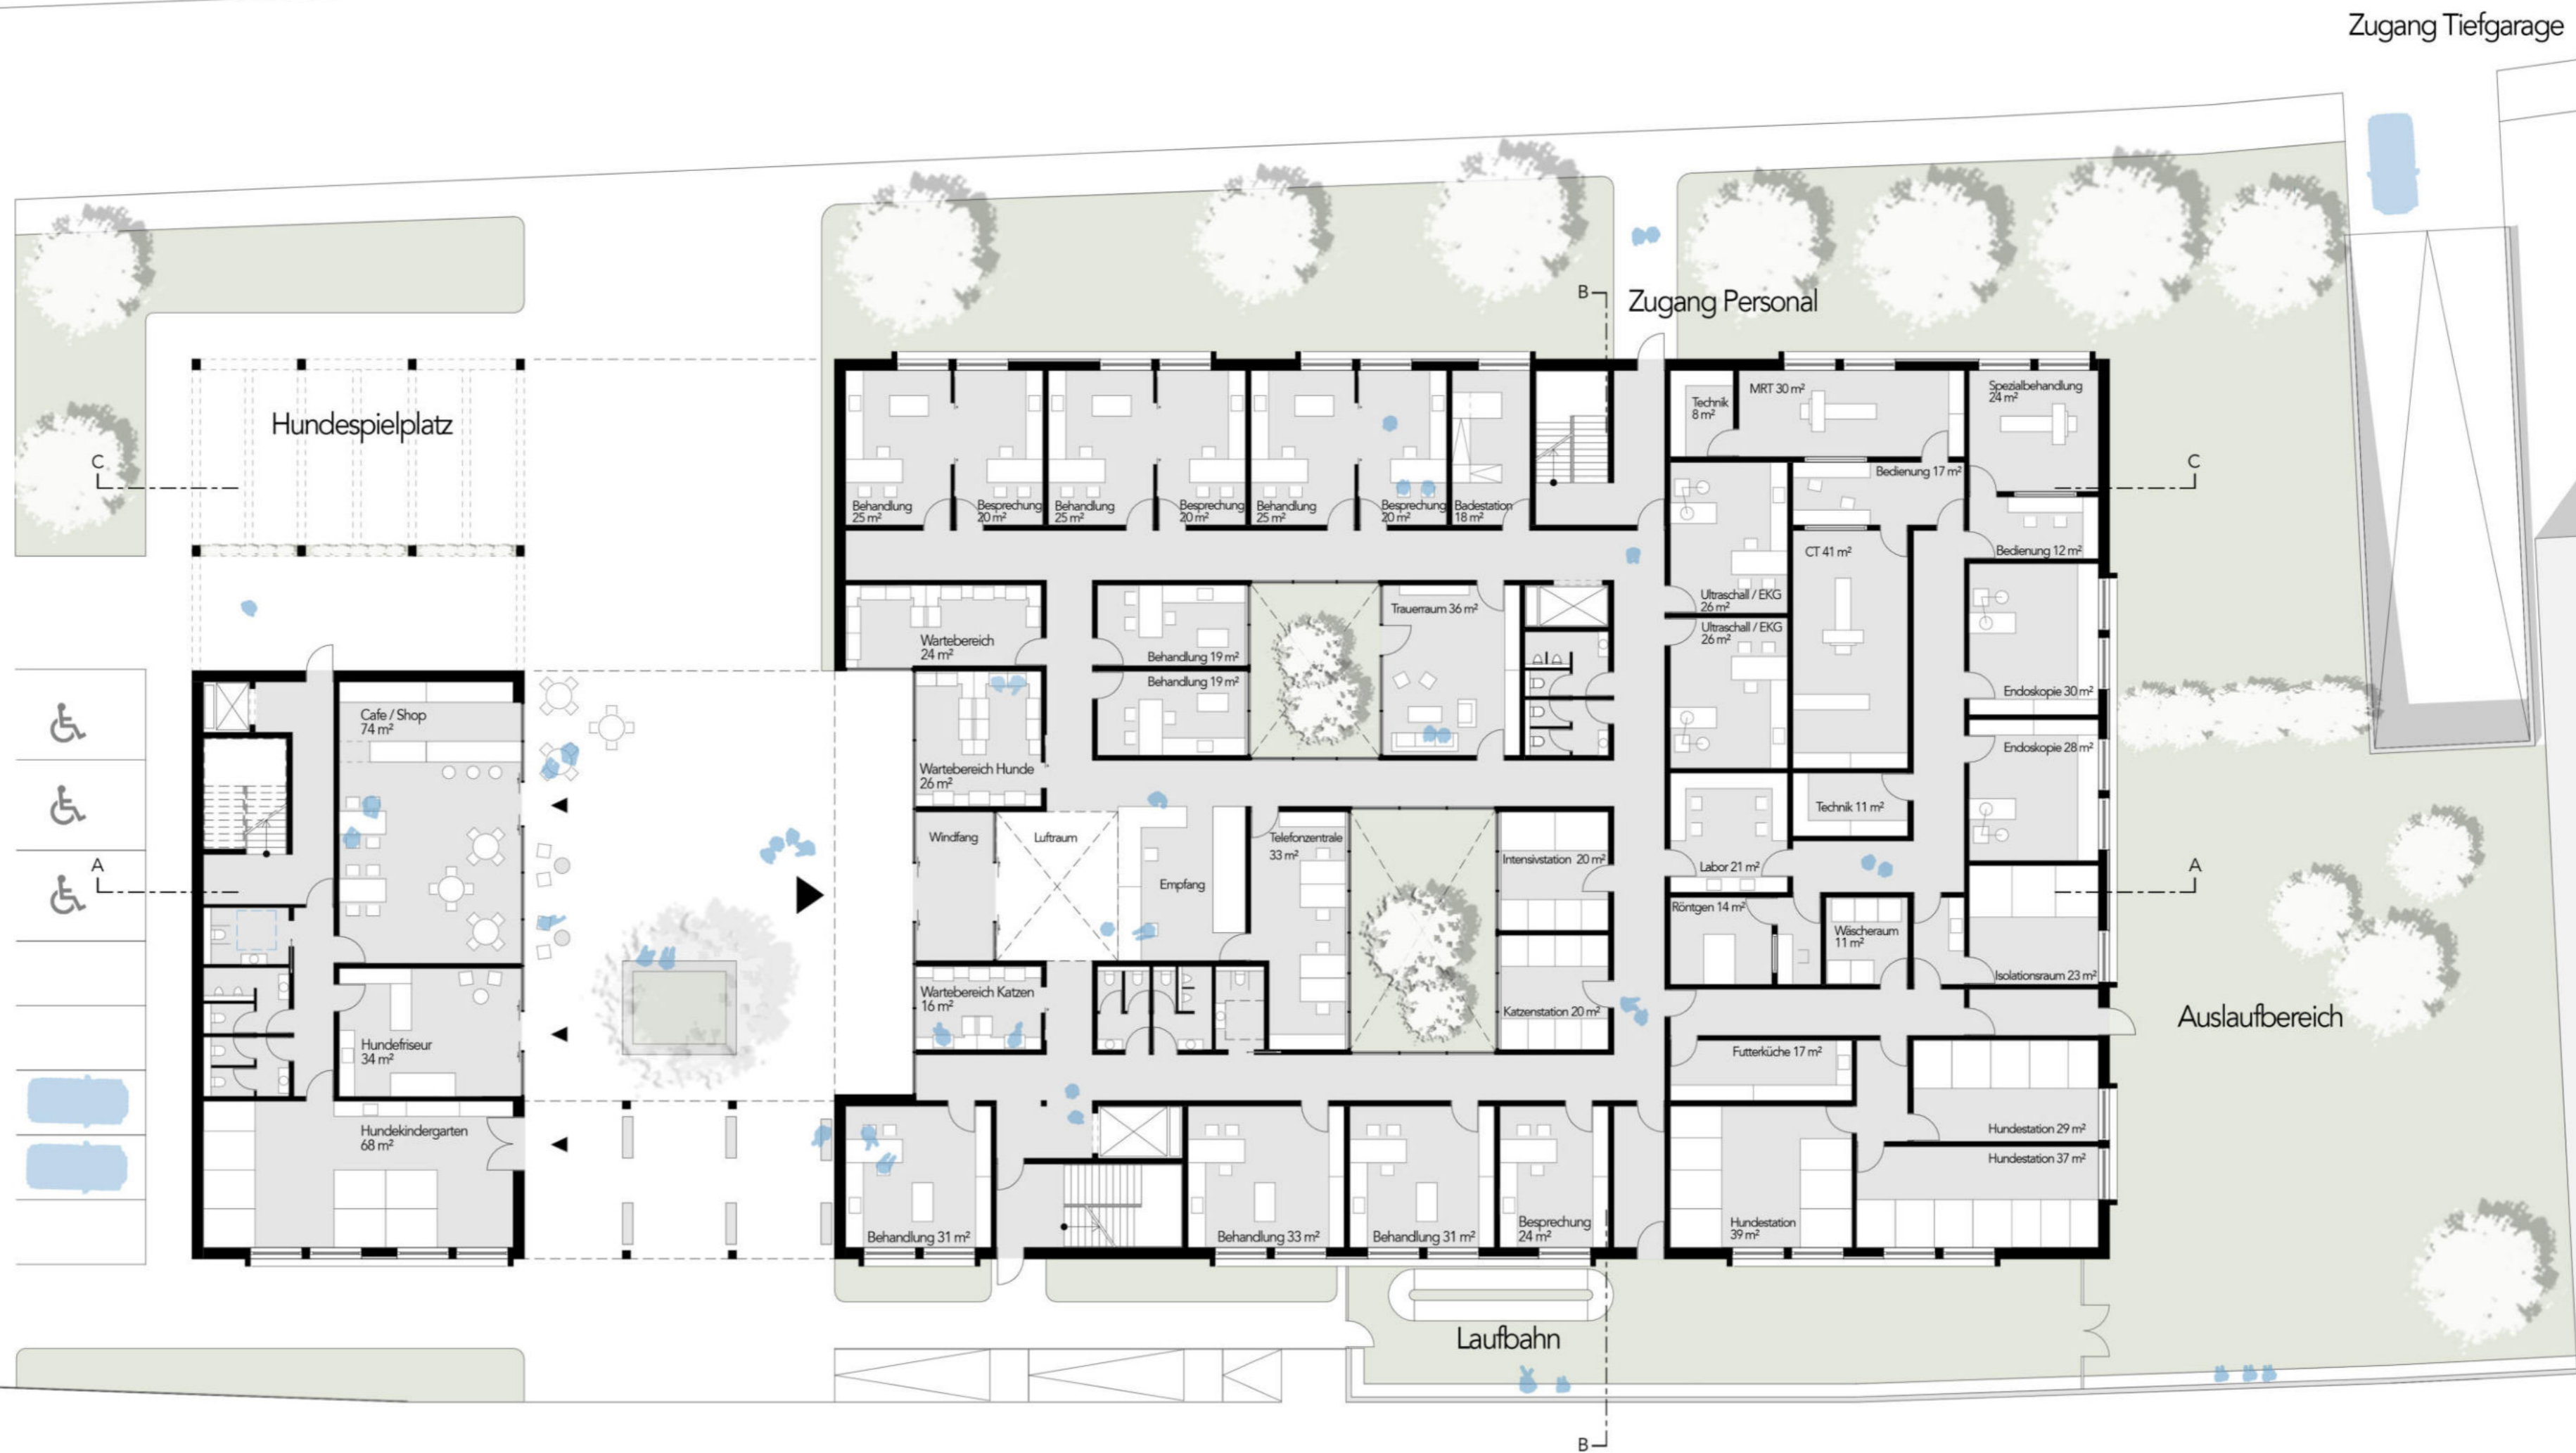 Zugang Tiefgarage
B
Zugang Personal
Hundespielplatz
C
C
Technik
8 m²
MRT 30 m²
Spezialbehandlung
24 m²
Bedienung 17 m²
Behandlung
25 m²
Besprechung
20 m²
Behandlung
25 m²
Besprechung
20 m²
Behandlung
25 m²
Besprechung
20 m²
Badestation
18 m²
CT 41 m²
Bedienung 12 m²
Ultraschall / EKG
26 m²
Ultraschall / EKG
26 m²
Trauerraum 36 m²
Wartebereich
24 m²
Behandlung 19 m²
Behandlung 19 m²
Endoskopie 30 m²
Endoskopie 28 m²
Cafe / Shop
74 m²
Wartebereich Hunde
26 m²
Technik 11 m²
Windfang
Luftraum
Telefonzentrale
33 m²
Empfang
Intensivstation 20 m²
Labor 21 m²
A
A
Röntgen 14 m²
Wäscheraum
11 m²
Isolationsraum 23 m²
Wartebereich Katzen
16 m²
Katzenstation 20 m²
Auslaufbereich
Hundefriseur
34 m²
Futterküche 17 m²
Hundekindergarten
68 m²
Hundestation 29 m²
Hundestation 37 m²
Behandlung 31 m²
Behandlung 33 m²
Behandlung 31 m²
Besprechung
24 m²
Hundestation
39 m²
Laufbahn
B